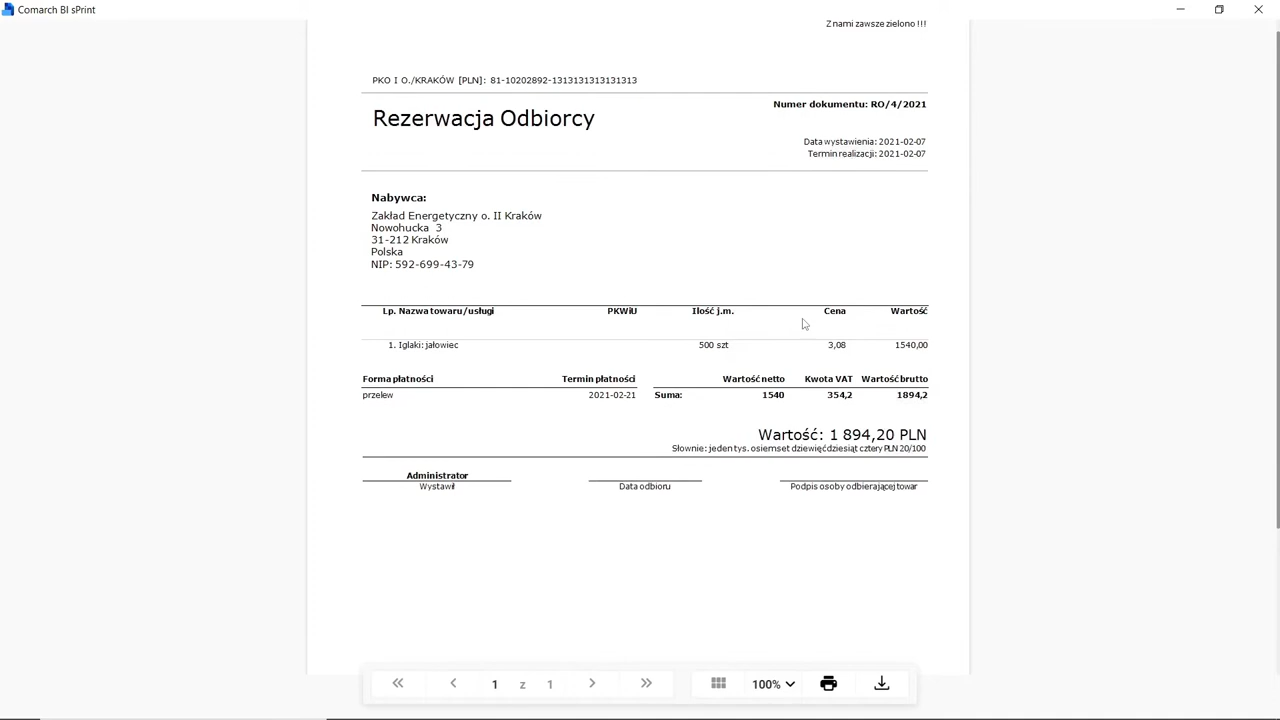 Comarch BI sPrint
Z nami zawsze zielono !!!
PKO I O./KRAKÓW [PLN]: 81-10202892-1313131313131313
Numer dokumentu: RO/4/2021
Rezerwacja Odbiorcy
Data wystawienia: 2021-02-07
Termin realizacji: 2021-02-07
Nabywca:
Zakład Energetyczny o. II Kraków
Nowohucka 3
31-212 Kraków
Polska
NIP: 592-699-43-79
Lp. Nazwa towaru/usługi PKWiU Ilość j.m. Cena Wartość
1. Iglaki: jałowiec 500 szt 3,08 1540,00
Forma płatności Termin płatności Wartość netto Kwota VAT Wartość brutto
przelew 2021-02-21 Suma: 1540 354,2 1894,2
Wartość: 1 894,20 PLN
Słownie: jeden tys. osiemset dziewięćdziesiąt cztery PLN 20/100
Administrator
Wystawił Data odbioru Podpis osoby odbierającej towar
1 z 1 100%